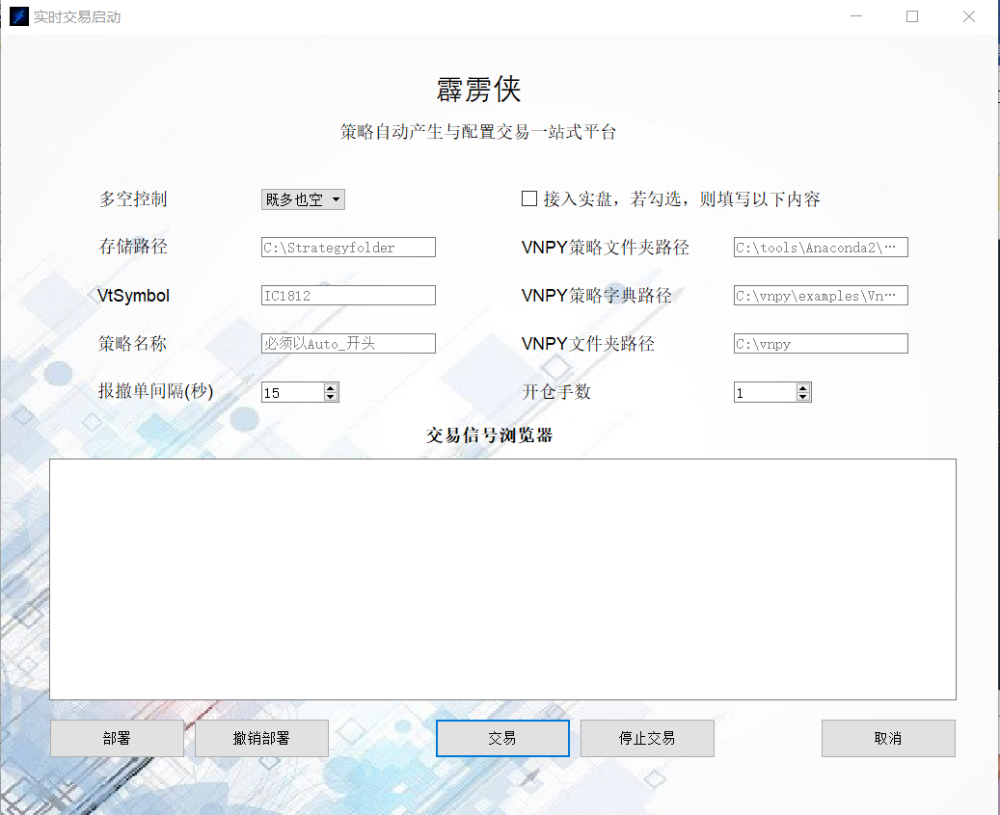 实时交易启动
霹雳侠
策略自动产生与配置交易一站式平台
多空控制 既多也空 接入实盘，若勾选，则填写以下内容
存储路径 C:\Strategyfolder VNPY策略文件夹路径 C:\tools\Anaconda2\…
VtSymbol IC1812 VNPY策略字典路径 C:\vnpy\examples\Vn…
策略名称 必须以Auto_开头 VNPY文件夹路径 C:\vnpy
报撤单间隔(秒) 15 开仓手数 1
交易信号浏览器
部署 撤销部署 交易 停止交易 取消